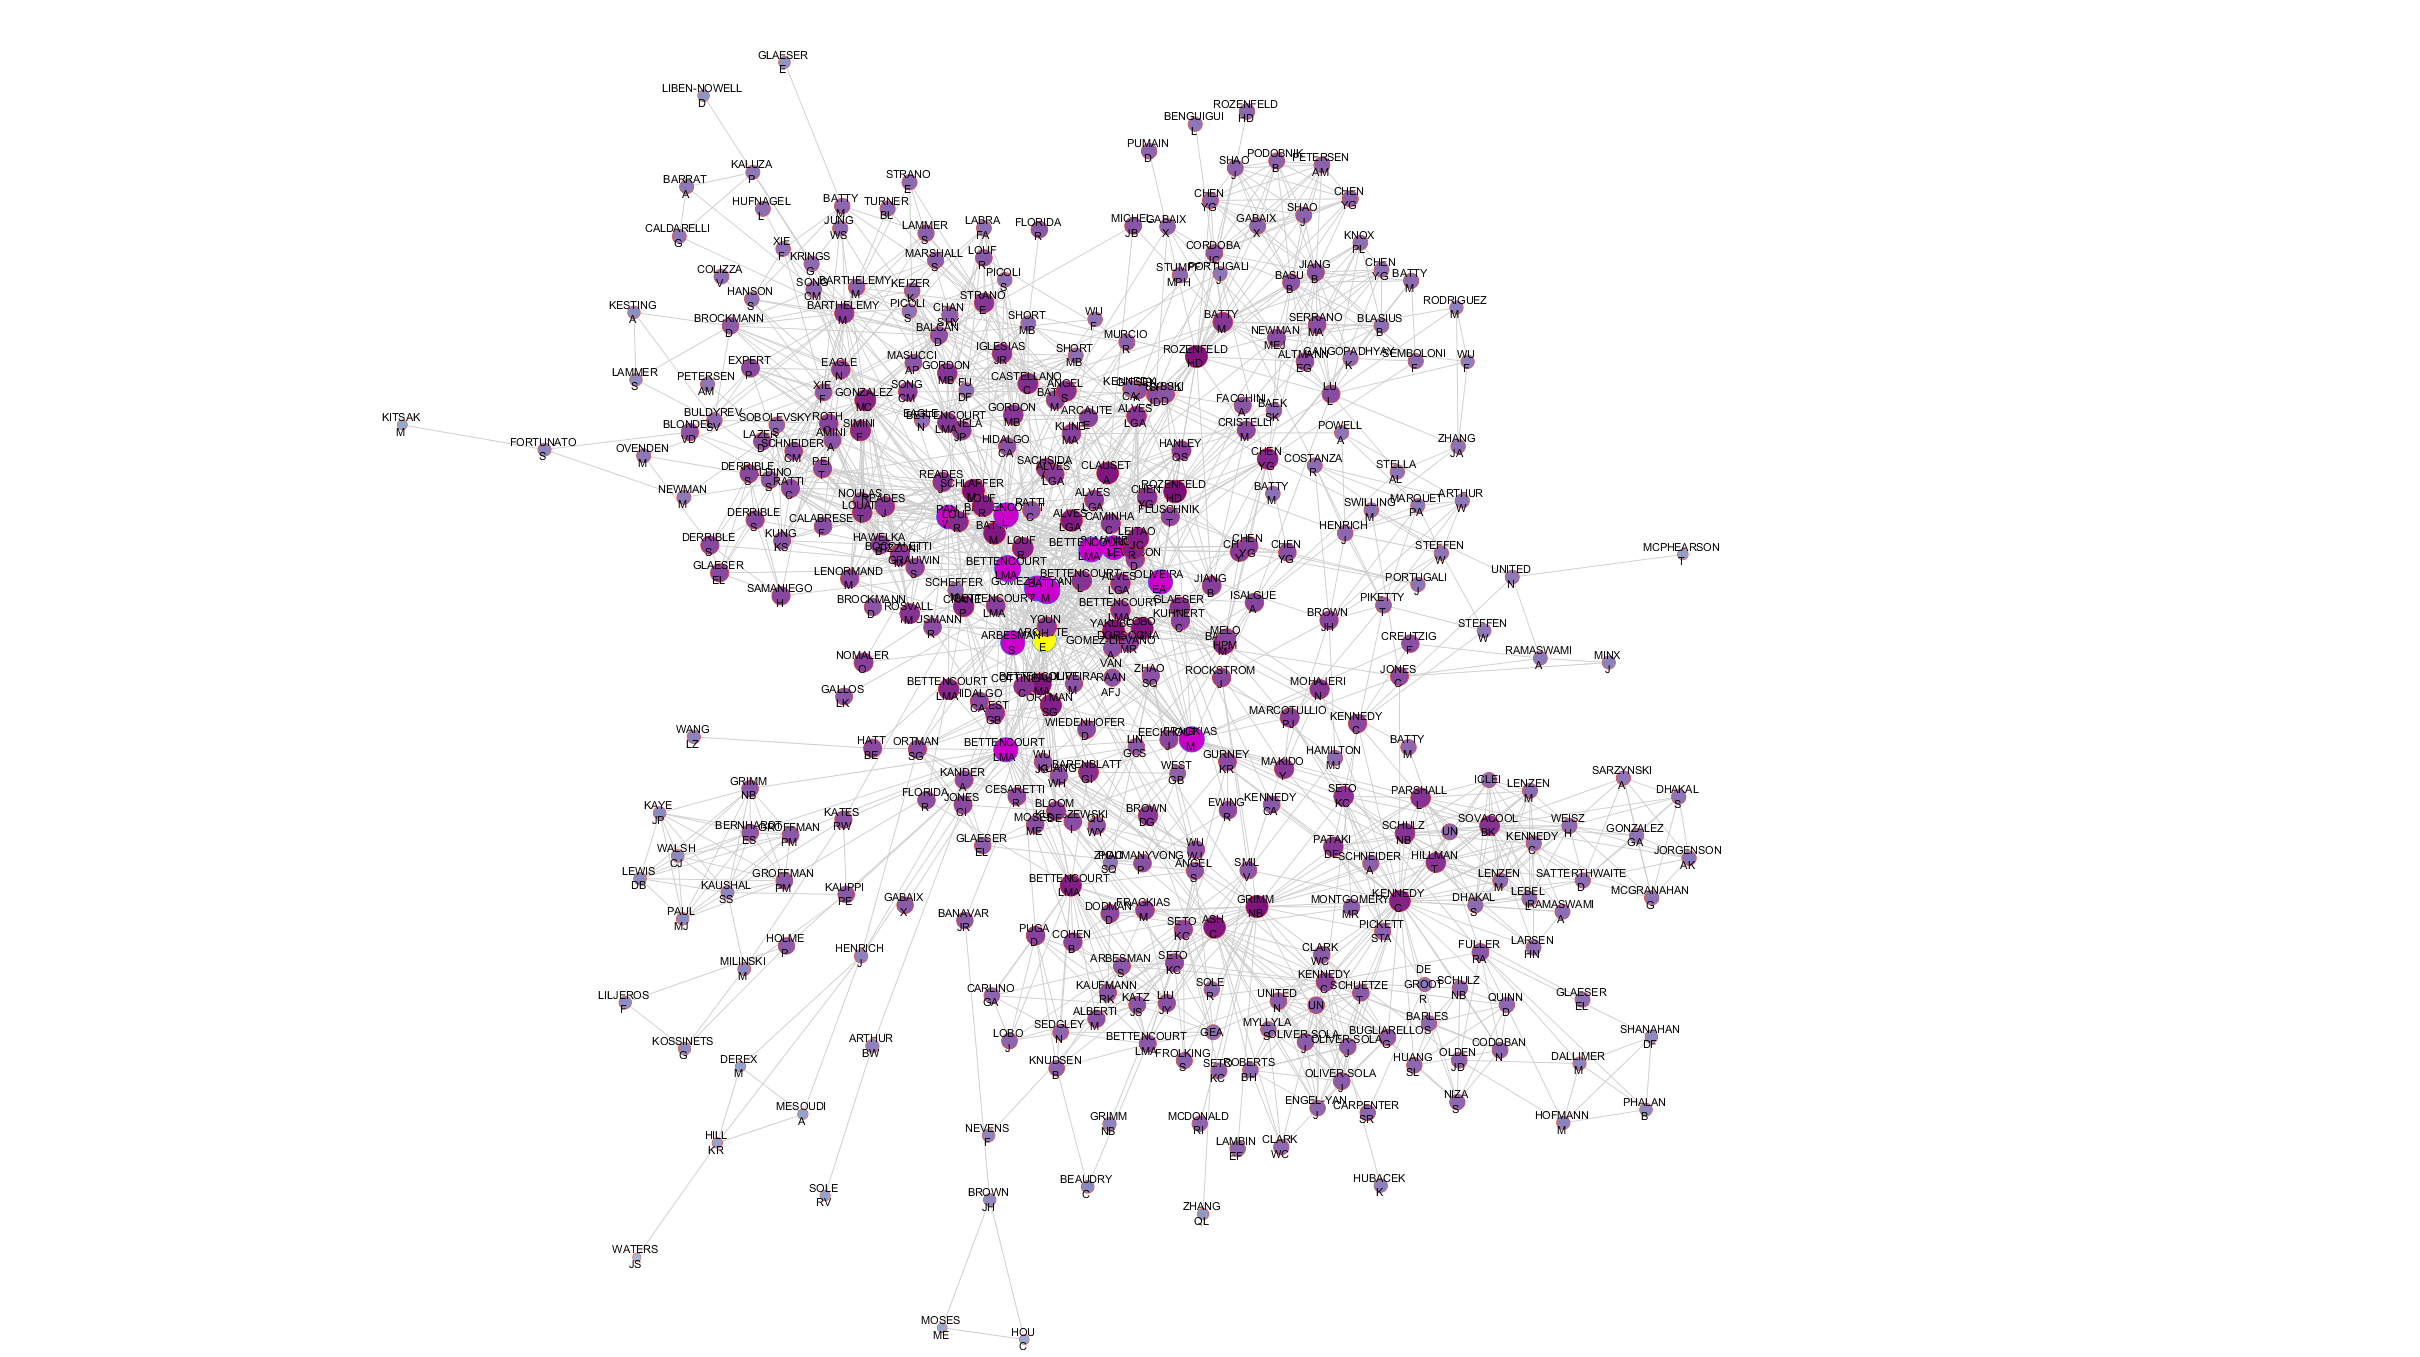 GLAESER
E
LIBEN-NOWELL
D
ROZENFELD
HD
BENGUIGUI
L
PUMAIN
D
KALUZA
P
BARRAT
A
SHAO
J
PODOBNIK
B
PETERSEN
AM
STRANO
E
HUFNAGEL
L
BATTY
M
TURNER
BL
CHEN
YG
CHEN
YG
CALDARELLI
G
JUNG
WS
LAMMER
S
LABRA
FA
FLORIDA
R
MICHEL
JB
GABAIX
X
GABAIX
X
SHAO
J
XIE
F
KRINGS
G
MARSHALL
S
LOUF
R
CORDOBA
JC
KNOX
PL
COLIZZA
V
HANSON
S
SONG
CM
BARTHELEMY
M
KEIZER
K
PICOLI
S
STUMPF
MPH
PORTUGALI
J
BASU
B
JIANG
B
CHEN
YG
BATTY
M
KESTING
A
BROCKMANN
D
BARTHELEMY
M
PICOLI
S
CHAN
SHY
STRANO
E
SHORT
MB
WU
F
BATTY
M
SERRANO
MA
BLASIUS
B
RODRIGUEZ
M
BALCAN
D
MURCIO
R
NEWMAN
MEJ
LAMMER
S
EXPERT
P
EAGLE
N
MASUCCI
AP
IGLESIAS
JR
SHORT
MB
ROZENFELD
HD
ALTMANN
EG
GANGOPADHYAY
K
SEMBOLONI
F
WU
F
PETERSEN
AM
GORDON
MB
FU
DF
CASTELLANO
C
ANGEL
S
LU
L
KITSAK
M
XIE
F
GONZALEZ
MC
SONG
CM
FACCHINI
A
BAEK
SK
BULDYREV
SV
SOBOLEVSKY
S
ROTH
C
SIMINI
F
EAGLE
N
BETTENCOURT
LMA
GORDON
MB
ARCAUTE
E
ALVES
LGA
CRISTELLI
M
POWELL
A
BLONDEL
VD
FORTUNATO
S
LAZER
D
AMINI
A
KLINE
MA
ZHANG
JA
OVENDEN
M
SCHNEIDER
CM
HIDALGO
CA
HANLEY
QS
CHEN
YG
COSTANZA
R
DERRIBLE
S
PEI
T
SACHSIDA
ALVES
LGA
CLAUSET
A
STELLA
AL
NEWMAN
M
RATTI
C
READES
J
SCHLAPFER
M
ALVES
LGA
CHEN
YG
ROZENFELD
HD
BATTY
M
SWILLING
M
MARQUET
PA
ARTHUR
W
NOULAS
READES
J
LOUAIL
T
PAN
LOUF
R
RATTI
C
FLUSCHNIK
T
DERRIBLE
S
CALABRESE
F
ALVES
LGA
CAMINHA
C
HENRICH
J
DERRIBLE
S
KUNG
KS
HAWELKA
LOUF
R
LEITAO
JC
CHEN
YG
STEFFEN
W
MCPHEARSON
T
GLAESER
EL
GRAUWIN
S
BETTENCOURT
LMA
BETTENCOURT
LMA
UNITED
N
LENORMAND
M
BETTENCOURT
L
ALVES
LGA
OLIVEIRA
EA
JIANG
B
PORTUGALI
J
SAMANIEGO
H
SCHEFFER
BATTY
M
BROCKMANN
D
ROSVALL
M
BETTENCOURT
LMA
BETTENCOURT
LMA
GLAESER
KUHNERT
C
ISALGUE
A
BROWN
JH
PIKETTY
T
STEFFEN
W
ARBESMAN
S
E
GOMEZ-LIEVANO
A
MELO
HPM
CREUTZIG
F
RAMASWAMI
A
MINX
J
NOMALER
O
VAN
RAAN
AFJ
ZHAO
SQ
ROCKSTROM
J
JONES
C
GALLOS
LK
BETTENCOURT
LMA
HIDALGO
CA
ORTMAN
SG
MOHAJERI
N
MARCOTULLIO
PJ
KENNEDY
C
WIEDENHOFER
D
WANG
LZ
HATT
BE
ORTMAN
SG
BETTENCOURT
LMA
LIN
GCS
FRAGKIAS
M
HAMILTON
MJ
BATTY
M
WEST
GB
GURNEY
KR
MAKIDO
Y
BARENBLATT
GI
GRIMM
NB
KANDER
A
ICLEI
LENZEN
M
SARZYNSKI
A
KAYE
JP
KATES
RW
FLORIDA
R
JONES
CI
CESARETTI
R
BLOOM
DE
BROWN
DG
EWING
R
KENNEDY
CA
SETO
KC
PARSHALL
L
DHAKAL
S
BERNHARDT
ES
GROFFMAN
PM
MOSES
ME
SCHULZ
NB
UN
SOVACOOL
BK
WEISZ
H
GONZALEZ
GA
WALSH
CJ
GLAESER
EL
WU
WJ
PATAKI
DE
KENNEDY
C
JORGENSON
AK
LEWIS
DB
KAUSHAL
SS
GROFFMAN
PM
KAUPPI
PE
ANGEL
S
SMIL
V
SCHNEIDER
A
HILLMAN
T
LENZEN
M
SATTERTHWAITE
D
MCGRANAHAN
G
BETTENCOURT
LMA
PAUL
MJ
GABAIX
X
BANAVAR
JR
DODMAN
D
FRAGKIAS
M
GRIMM
NB
MONTGOMERY
MR
KENNEDY
C
DHAKAL
S
LEBEL
L
RAMASWAMI
A
PUGA
D
COHEN
B
SETO
KC
ASH
C
PICKETT
STA
MILINSKI
M
HOLME
P
HENRICH
J
ARBESMAN
S
SETO
KC
CLARK
WC
FULLER
RA
LARSEN
HN
LILJEROS
F
CARLINO
GA
KAUFMANN
RK
KATZ
JS
LIU
JY
SOLE
R
UNITED
N
KENNEDY
C
UN
SCHUETZE
T
DE
GROOT
R
SCHULZ
NB
QUINN
D
GLAESER
EL
KOSSINETS
G
ARTHUR
BW
LOBO
J
SEDGLEY
N
ALBERTI
M
BETTENCOURT
LMA
GEA
MYLLYLA
S
OLIVER-SOLA
J
OLIVER-SOLA
J
BUGLIARELLO
G
BARLES
S
SHANAHAN
DF
DEREX
M
KNUDSEN
B
FROLKING
S
SETO
KC
ROBERTS
BH
HUANG
SL
OLDEN
JD
CODOBAN
N
DALLIMER
M
MESOUDI
A
OLIVER-SOLA
J
HILL
KR
NEVENS
F
GRIMM
NB
MCDONALD
RI
ENGEL-YAN
J
CARPENTER
SR
NIZA
S
HOFMANN
M
PHALAN
B
SOLE
RV
BROWN
JH
BEAUDRY
C
LAMBIN
EF
CLARK
WC
HUBACEK
K
ZHANG
QL
WATERS
JS
MOSES
ME
HOU
C